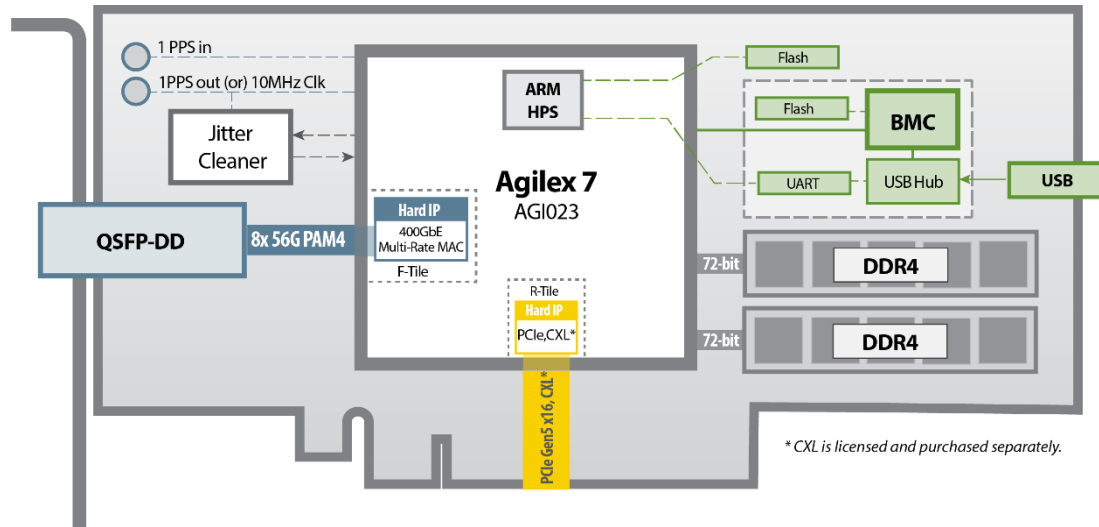 1 PPS in
1PPS out (or) 10MHz Clk
Jitter
Cleaner
ARM
HPS
Flash
Flash
BMC
UART
USB Hub
USB
Agilex 7
AGI023
QSFP-DD
8x 56G PAM4
Hard IP
400GbE
Multi-Rate MAC
F-Tile
R-Tile
Hard IP
PCIe,CXL*
PCIe Gen5 x16, CXL*
72-bit
DDR4
72-bit
DDR4
* CXL is licensed and purchased separately.